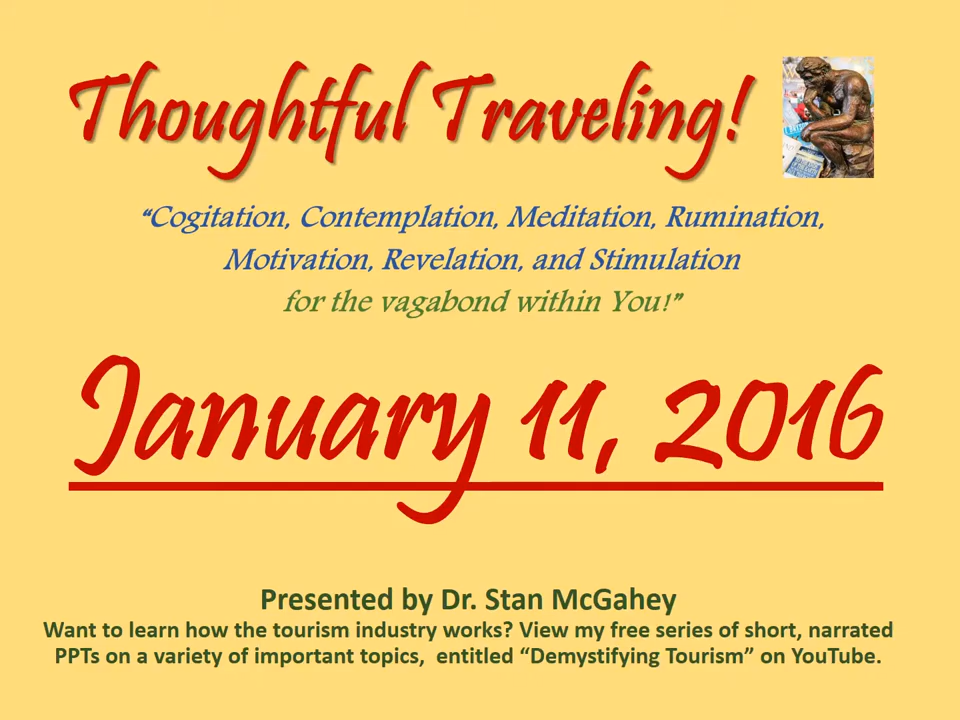 Thoughtful Traveling!
“Cogitation, Contemplation, Meditation, Rumination,
Motivation, Revelation, and Stimulation
for the vagabond within You!”
January 11, 2016
Presented by Dr. Stan McGahey
Want to learn how the tourism industry works? View my free series of short, narrated
PPTs on a variety of important topics,  entitled “Demystifying Tourism” on YouTube.